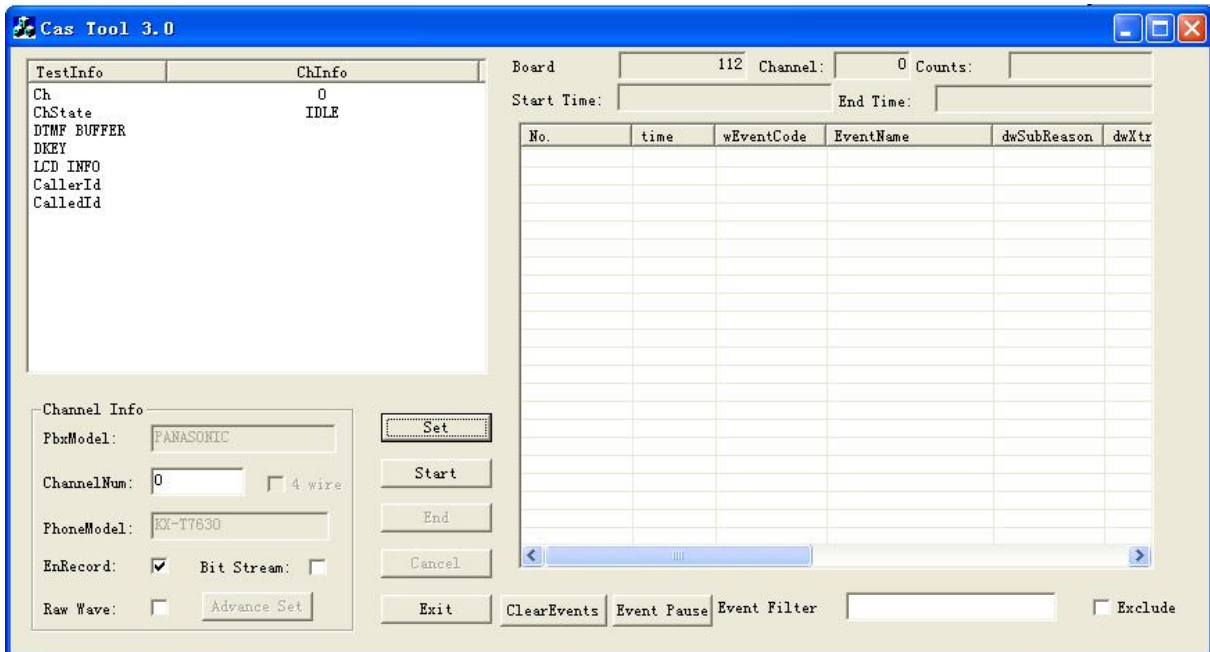 Cas Tool 3.0
TestInfo ChInfo
Ch 0
ChState IDLE
DTMF BUFFER
DKEY
LCD INFO
CallerId
CalledId
Board 112 Channel: 0 Counts:
Start Time: End Time:
No. time wEventCode EventName dwSubReason dwXtr
Channel Info
PbxModel: PANASONIC
ChannelNum: 0 4 wire
PhoneModel: KX-T7630
EnRecord: Bit Stream:
Raw Wave: Advance Set
Set
Start
End
Cancel
Exit
ClearEvents Event Pause Event Filter Exclude